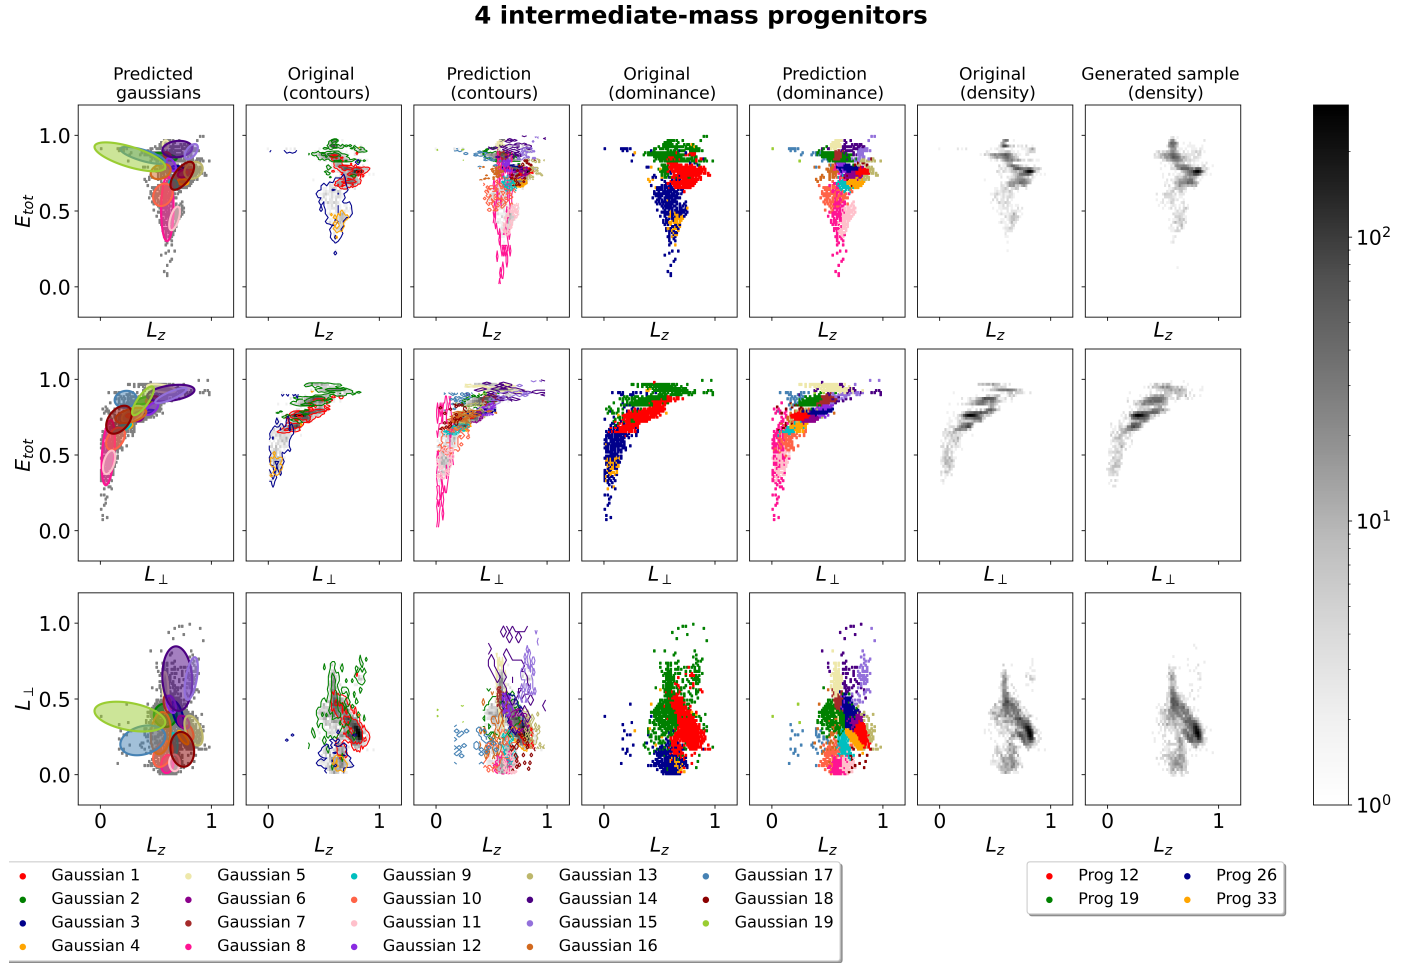 4 intermediate-mass progenitors
Predicted gaussians
Original (contours)
Prediction (contours)
Original (dominance)
Prediction (dominance)
Original (density)
Generated sample (density)
1.0
0.5
0.0
E_tot
L_z L_z L_z L_z L_z L_z L_z
1.0
0.5
0.0
E_tot
L_⊥ L_⊥ L_⊥ L_⊥ L_⊥ L_⊥ L_⊥
1.0
0.5
0.0
L_⊥
0 1 0 1 0 1 0 1 0 1 0 1 0 1
L_z L_z L_z L_z L_z L_z L_z
10^2
10^1
10^0
Gaussian 1
Gaussian 2
Gaussian 3
Gaussian 4
Gaussian 5
Gaussian 6
Gaussian 7
Gaussian 8
Gaussian 9
Gaussian 10
Gaussian 11
Gaussian 12
Gaussian 13
Gaussian 14
Gaussian 15
Gaussian 16
Gaussian 17
Gaussian 18
Gaussian 19
Prog 12
Prog 19
Prog 26
Prog 33